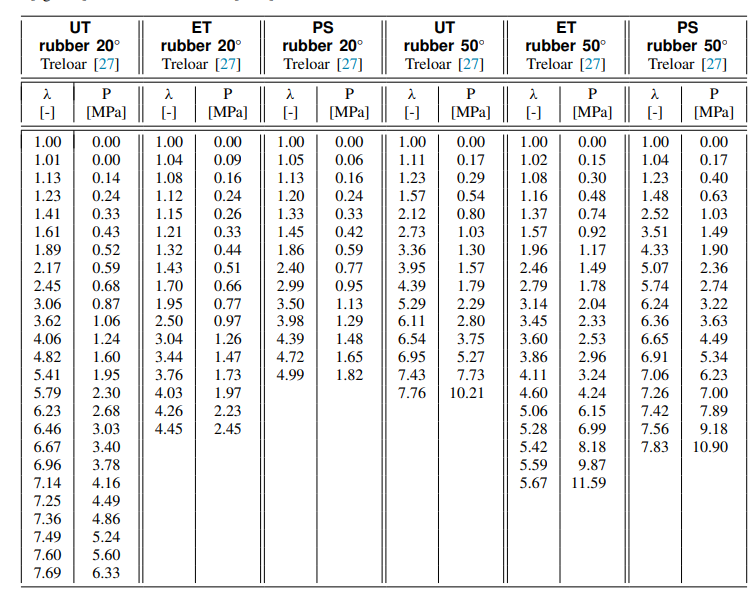 UT ET PS UT ET PS
rubber 20° rubber 20° rubber 20° rubber 50° rubber 50° rubber 50°
Treloar [27] Treloar [27] Treloar [27] Treloar [27] Treloar [27] Treloar [27]
λ P λ P λ P λ P λ P λ P
[-] [MPa] [-] [MPa] [-] [MPa] [-] [MPa] [-] [MPa] [-] [MPa]
1.00 0.00 1.00 0.00 1.00 0.00 1.00 0.00 1.00 0.00 1.00 0.00
1.01 0.00 1.04 0.09 1.05 0.06 1.11 0.17 1.02 0.15 1.04 0.17
1.13 0.14 1.08 0.16 1.13 0.16 1.23 0.29 1.08 0.30 1.23 0.40
1.23 0.24 1.12 0.24 1.20 0.24 1.57 0.54 1.16 0.48 1.48 0.63
1.41 0.33 1.15 0.26 1.33 0.33 2.12 0.80 1.37 0.74 2.52 1.03
1.61 0.43 1.21 0.33 1.45 0.42 2.73 1.03 1.57 0.92 3.51 1.49
1.89 0.52 1.32 0.44 1.86 0.59 3.36 1.30 1.96 1.17 4.33 1.90
2.17 0.59 1.43 0.51 2.40 0.77 3.95 1.57 2.46 1.49 5.07 2.36
2.45 0.68 1.70 0.66 2.99 0.95 4.39 1.79 2.79 1.78 5.74 2.74
3.06 0.87 1.95 0.77 3.50 1.13 5.29 2.29 3.14 2.04 6.24 3.22
3.62 1.06 2.50 0.97 3.98 1.29 6.11 2.80 3.45 2.33 6.36 3.63
4.06 1.24 3.04 1.26 4.39 1.48 6.54 3.75 3.60 2.53 6.65 4.49
4.82 1.60 3.44 1.47 4.72 1.65 6.95 5.27 3.86 2.96 6.91 5.34
5.41 1.95 3.76 1.73 4.99 1.82 7.43 7.73 4.11 3.24 7.06 6.23
5.79 2.30 4.03 1.97 7.76 10.21 4.60 4.24 7.26 7.00
6.23 2.68 4.26 2.23 5.06 6.15 7.42 7.89
6.46 3.03 4.45 2.45 5.28 6.99 7.56 9.18
6.67 3.40 5.42 8.18 7.83 10.90
6.96 3.78 5.59 9.87
7.14 4.16 5.67 11.59
7.25 4.49
7.36 4.86
7.49 5.24
7.60 5.60
7.69 6.33